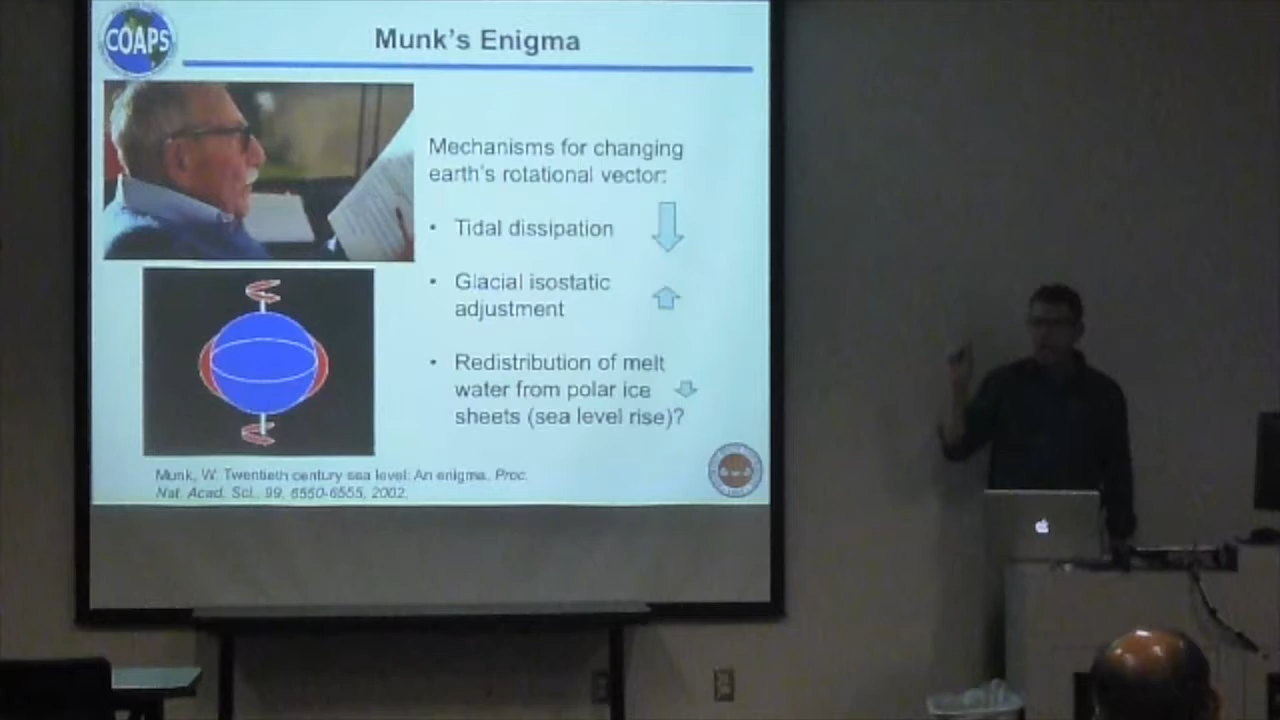 COAPS
Munk's Enigma
Mechanisms for changing
earth's rotational vector:
• Tidal dissipation
• Glacial isostatic
adjustment
• Redistribution of melt
water from polar ice
sheets (sea level rise)?
Munk, W. Twentieth century sea level: An enigma. Proc.
Nat. Acad. Sci., 99, 6550-6555, 2002.